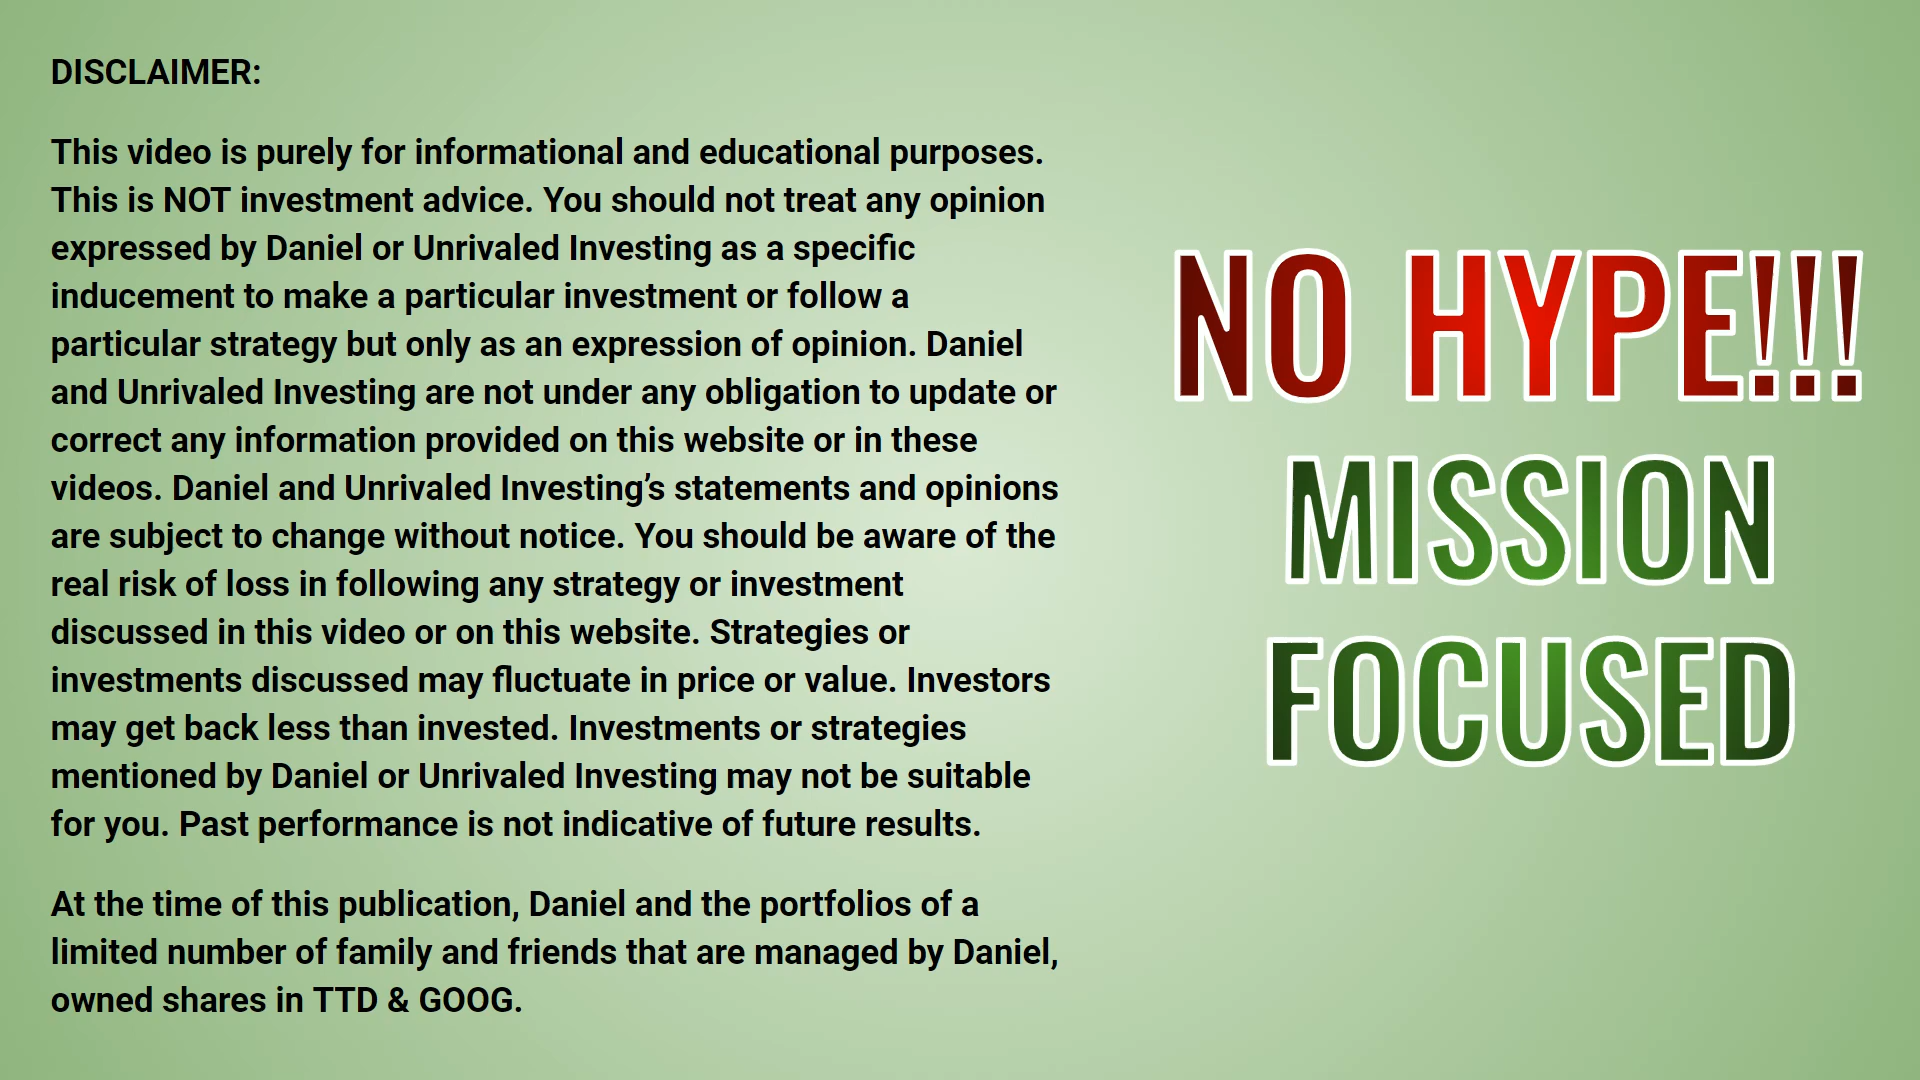 DISCLAIMER:
This video is purely for informational and educational purposes.
This is NOT investment advice. You should not treat any opinion
expressed by Daniel or Unrivaled Investing as a specific
inducement to make a particular investment or follow a
particular strategy but only as an expression of opinion. Daniel
and Unrivaled Investing are not under any obligation to update or
correct any information provided on this website or in these
videos. Daniel and Unrivaled Investing’s statements and opinions
are subject to change without notice. You should be aware of the
real risk of loss in following any strategy or investment
discussed in this video or on this website. Strategies or
investments discussed may fluctuate in price or value. Investors
may get back less than invested. Investments or strategies
mentioned by Daniel or Unrivaled Investing may not be suitable
for you. Past performance is not indicative of future results.
At the time of this publication, Daniel and the portfolios of a
limited number of family and friends that are managed by Daniel,
owned shares in TTD & GOOG.
NO HYPE!!!
MISSION
FOCUSED